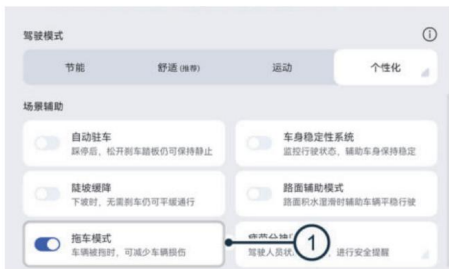 驾驶模式
节能
舒适 (推荐)
运动
个性化
场景辅助
自动驻车
踩停后，松开刹车踏板仍可保持静止
车身稳定性系统
监控行驶状态，辅助车身保持稳定
陡坡缓降
下坡时，无需刹车仍可平缓通行
路面辅助模式
路面积水湿滑时辅助车辆平稳行驶
拖车模式
车辆被拖时，可减少车辆损伤
1
疲劳分神
驾驶人员状 进行安全提醒